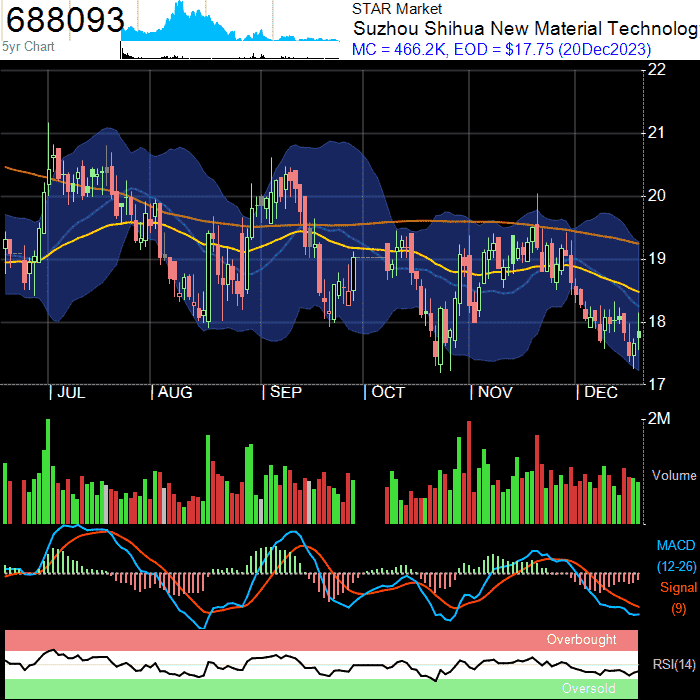 688093
5yr Chart
STAR Market
Suzhou Shihua New Material Technolog
MC = 466.2K, EOD = $17.75 (20Dec2023)
22
21
20
19
18
17
| JUL | AUG | SEP | OCT | NOV | DEC
2M
Volume
MACD
(12-26)
Signal
(9)
Overbought
RSI(14)
Oversold